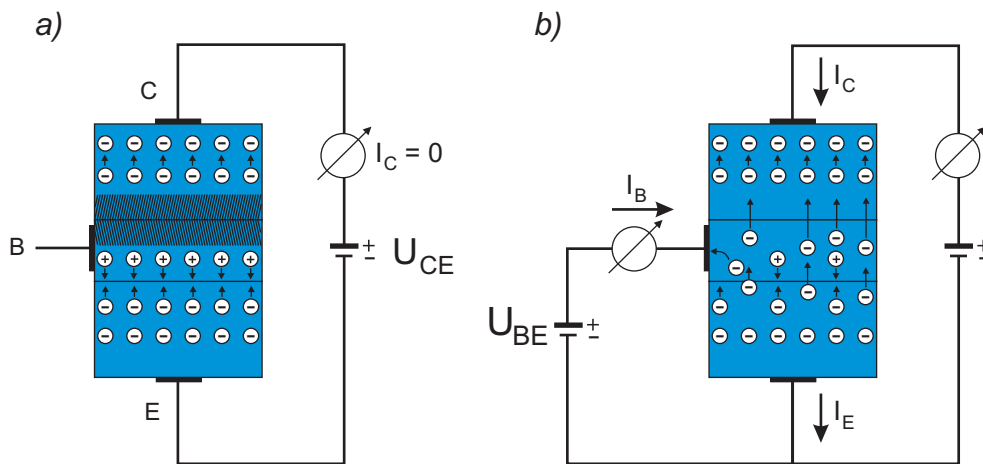 a)
C
I_C = 0
B
±
U_CE
E
b)
I_C
I_B
±
U_BE
±
I_E